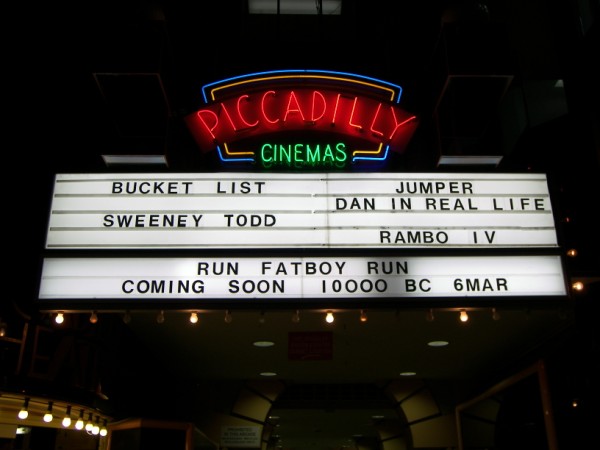 PICCADILLY
CINEMAS
BUCKET LIST
SWEENEY TODD
JUMPER
DAN IN REAL LIFE
RAMBO IV
RUN FATBOY RUN
COMING SOON 10000 BC 6MAR